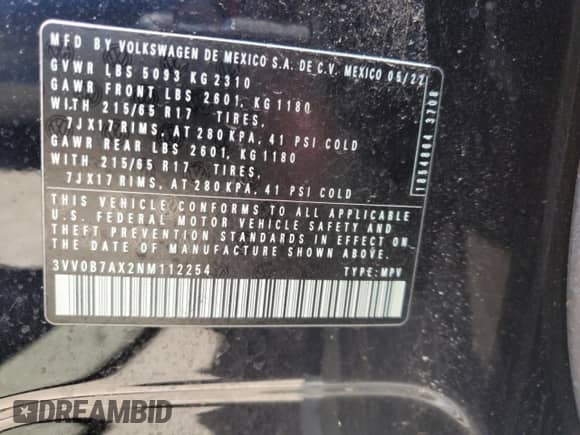 MFD BY VOLKSWAGEN DE MEXICO S.A. DE C.V. MEXICO 05/22
GVWR LBS 5093 KG 2310
GAWR FRONT LBS 2601, KG 1180
WITH 215/65 R17 TIRES,
7JX17 RIMS, AT 280 KPA, 41 PSI COLD
GAWR REAR LBS 2601, KG 1180
WITH 215/65 R17 TIRES,
7JX17 RIMS, AT 280 KPA, 41 PSI COLD
THIS VEHICLE CONFORMS TO ALL APPLICABLE
U.S. FEDERAL MOTOR VEHICLE SAFETY AND
THEFT PREVENTION STANDARDS IN EFFECT ON
THE DATE OF MANUFACTURE SHOWN ABOVE.
3VV0B7AX2NM112254 TYPE: MPV
DREAMBID